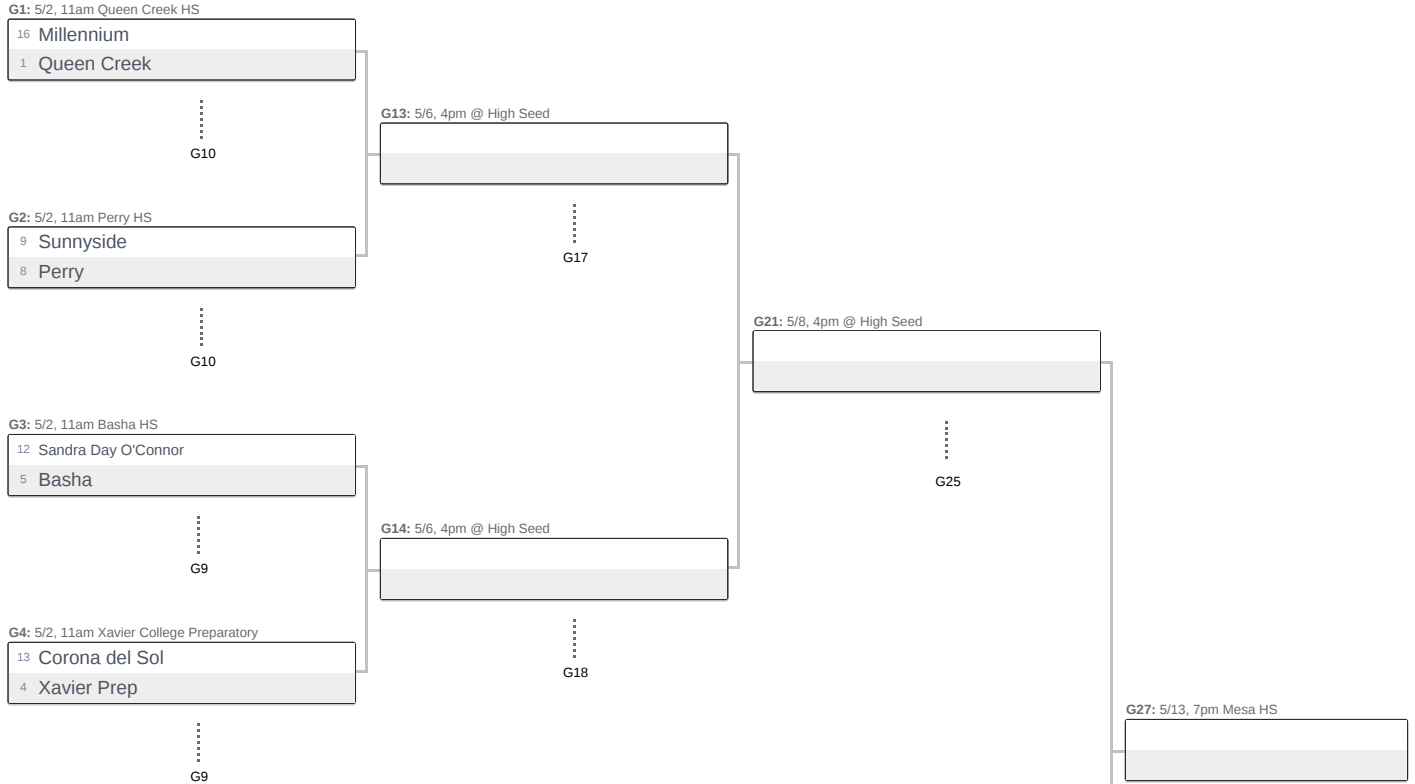 G1: 5/2, 11am Queen Creek HS
16 Millennium
1 Queen Creek
G10
G2: 5/2, 11am Perry HS
9 Sunnyside
8 Perry
G10
G3: 5/2, 11am Basha HS
12 Sandra Day O'Connor
5 Basha
G9
G4: 5/2, 11am Xavier College Preparatory
13 Corona del Sol
4 Xavier Prep
G9
G13: 5/6, 4pm @ High Seed
G17
G14: 5/6, 4pm @ High Seed
G18
G21: 5/8, 4pm @ High Seed
G25
G27: 5/13, 7pm Mesa HS